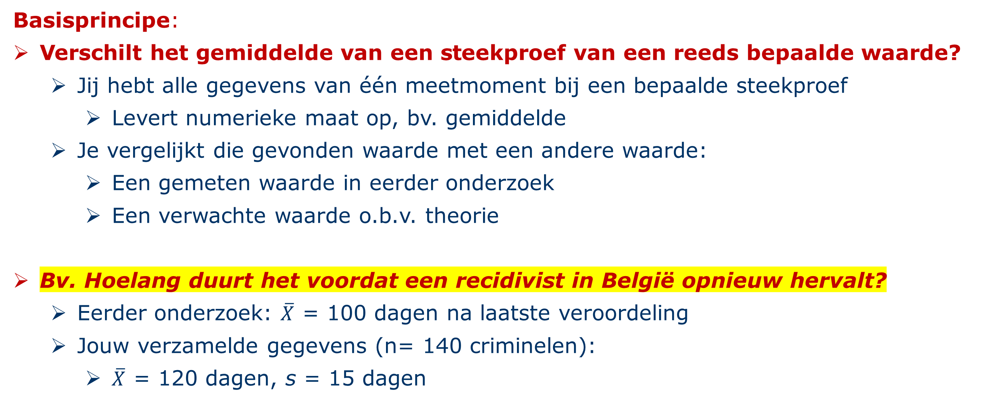 Basisprincipe:
Verschilt het gemiddelde van een steekproef van een reeds bepaalde waarde?
Jij hebt alle gegevens van één meetmoment bij een bepaalde steekproef
Levert numerieke maat op, bv. gemiddelde
Je vergelijkt die gevonden waarde met een andere waarde:
Een gemeten waarde in eerder onderzoek
Een verwachte waarde o.b.v. theorie
Bv. Hoelang duurt het voordat een recidivist in België opnieuw hervalt?
Eerder onderzoek: X̄ = 100 dagen na laatste veroordeling
Jouw verzamelde gegevens (n= 140 criminelen):
X̄ = 120 dagen, s = 15 dagen